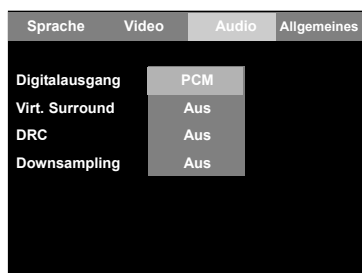 Sprache Video Audio Allgemeines
Digitalausgang PCM
Virt. Surround Aus
DRC Aus
Downsampling Aus